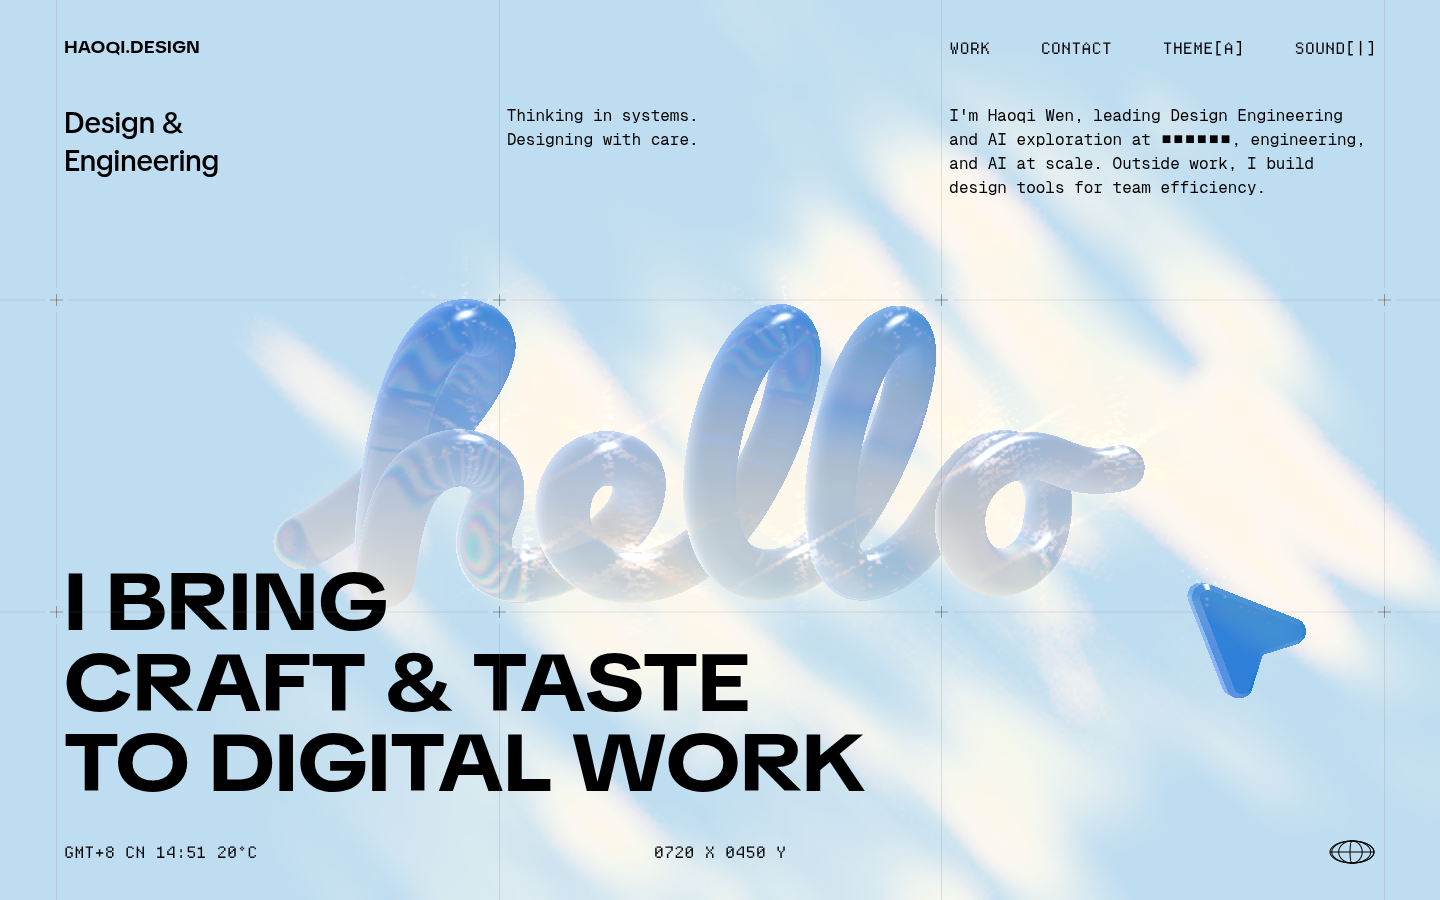 HAOQI.DESIGN
WORK CONTACT THEME[A] SOUND[|]
Design &
Engineering
Thinking in systems.
Designing with care.
I'm Haoqi Wen, leading Design Engineering
and AI exploration at ■■■■■■, engineering,
and AI at scale. Outside work, I build
design tools for team efficiency.
hello
I BRING
CRAFT & TASTE
TO DIGITAL WORK
GMT+8 CN 14:51 20°C
0720 X 0450 Y